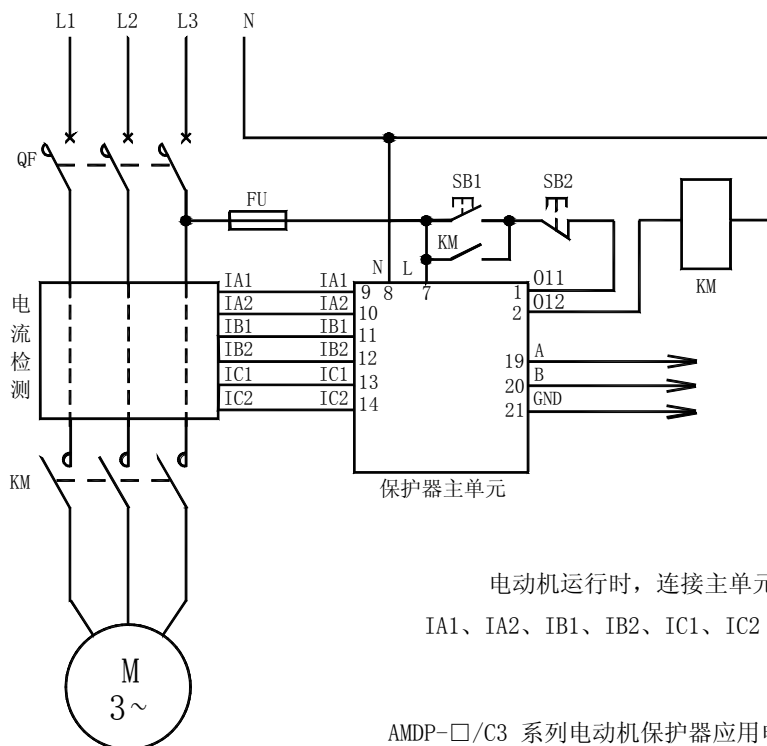 L1 L2 L3 N
QF
FU
SB1 SB2
KM
N L
KM
电流检测
IA1 IA1 9 8 7 1 O11
IA2 IA2 10 2 O12
IB1 IB1 11
IB2 IB2 12 19 A
IC1 IC1 13 20 B
IC2 IC2 14 21 GND
KM
保护器主单元
M
3~
电动机运行时，连接主单元
IA1、IA2、IB1、IB2、IC1、IC2
AMDP-□/C3 系列电动机保护器应用